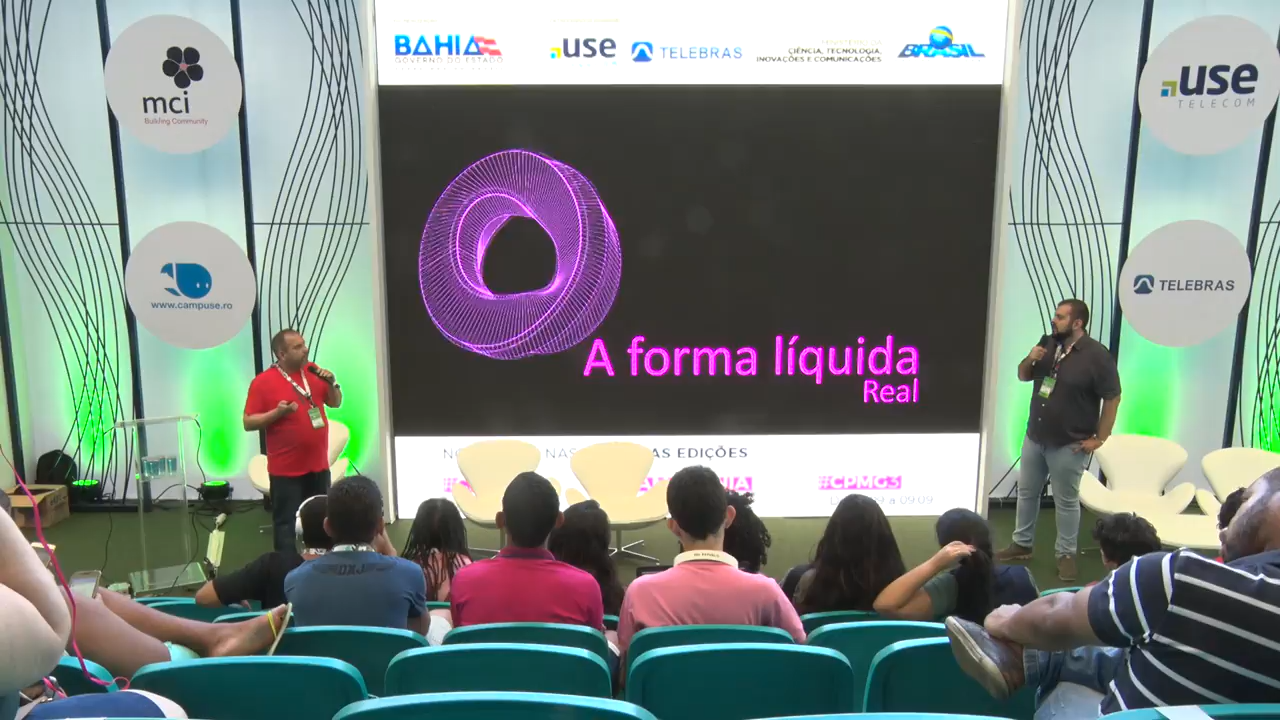 BAHIA
GOVERNO DO ESTADO
USE
TELEBRAS
CIÊNCIA, TECNOLOGIA,
INOVAÇÕES E COMUNICAÇÕES
BRASIL
mci
Building Community
USE
TELECOM
www.campuse.ro
TELEBRAS
A forma líquida
Real
AS EDIÇÕES
#CPMG3
A 09.09